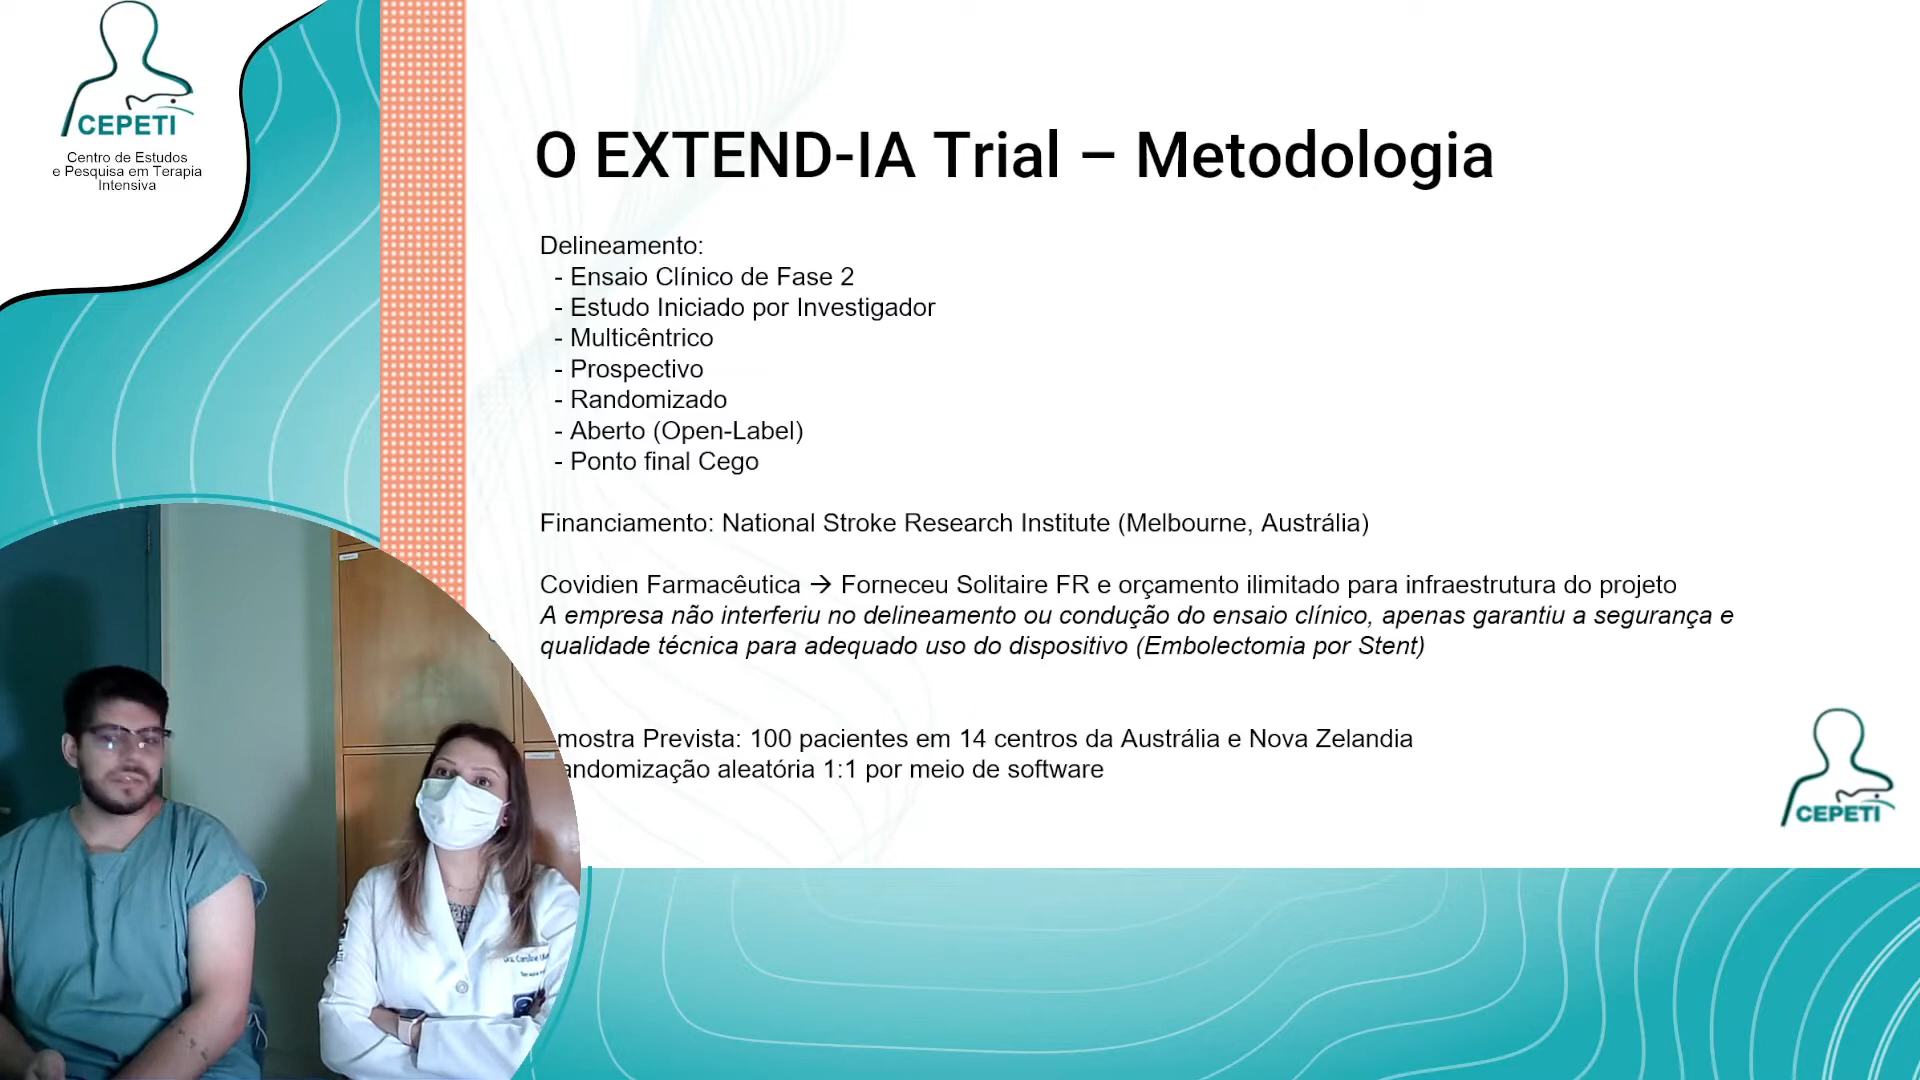 CEPETI
Centro de Estudos
e Pesquisa em Terapia
Intensiva
O EXTEND-IA Trial – Metodologia
Delineamento:
- Ensaio Clínico de Fase 2
- Estudo Iniciado por Investigador
- Multicêntrico
- Prospectivo
- Randomizado
- Aberto (Open-Label)
- Ponto final Cego
Financiamento: National Stroke Research Institute (Melbourne, Austrália)
Covidien Farmacêutica → Forneceu Solitaire FR e orçamento ilimitado para infraestrutura do projeto
A empresa não interferiu no delineamento ou condução do ensaio clínico, apenas garantiu a segurança e
qualidade técnica para adequado uso do dispositivo (Embolectomia por Stent)
mostra Prevista: 100 pacientes em 14 centros da Austrália e Nova Zelandia
andomização aleatória 1:1 por meio de software
CEPETI